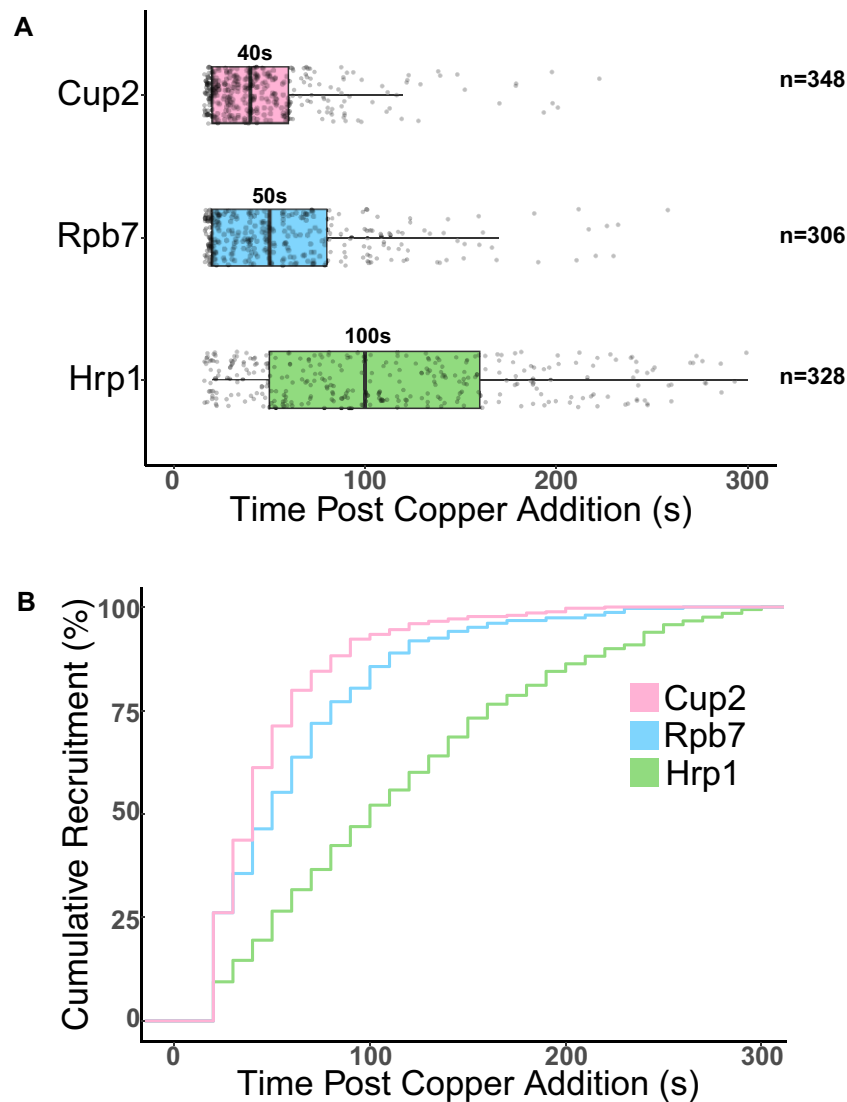 A
40s
Cup2
n=348
50s
Rpb7
n=306
100s
Hrp1
n=328
0 100 200 300
Time Post Copper Addition (s)
B
Cumulative Recruitment (%)
100
75
50
25
0
Cup2
Rpb7
Hrp1
0 100 200 300
Time Post Copper Addition (s)